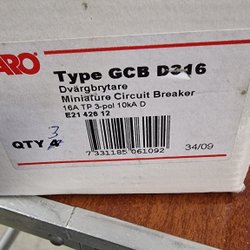 ARO
Type GCB D316
Dvärgbrytare
Miniature Circuit Breaker
16A TP 3-pol 10kA D
E21 426 12
QTY 3
7 331185 061092
34/09